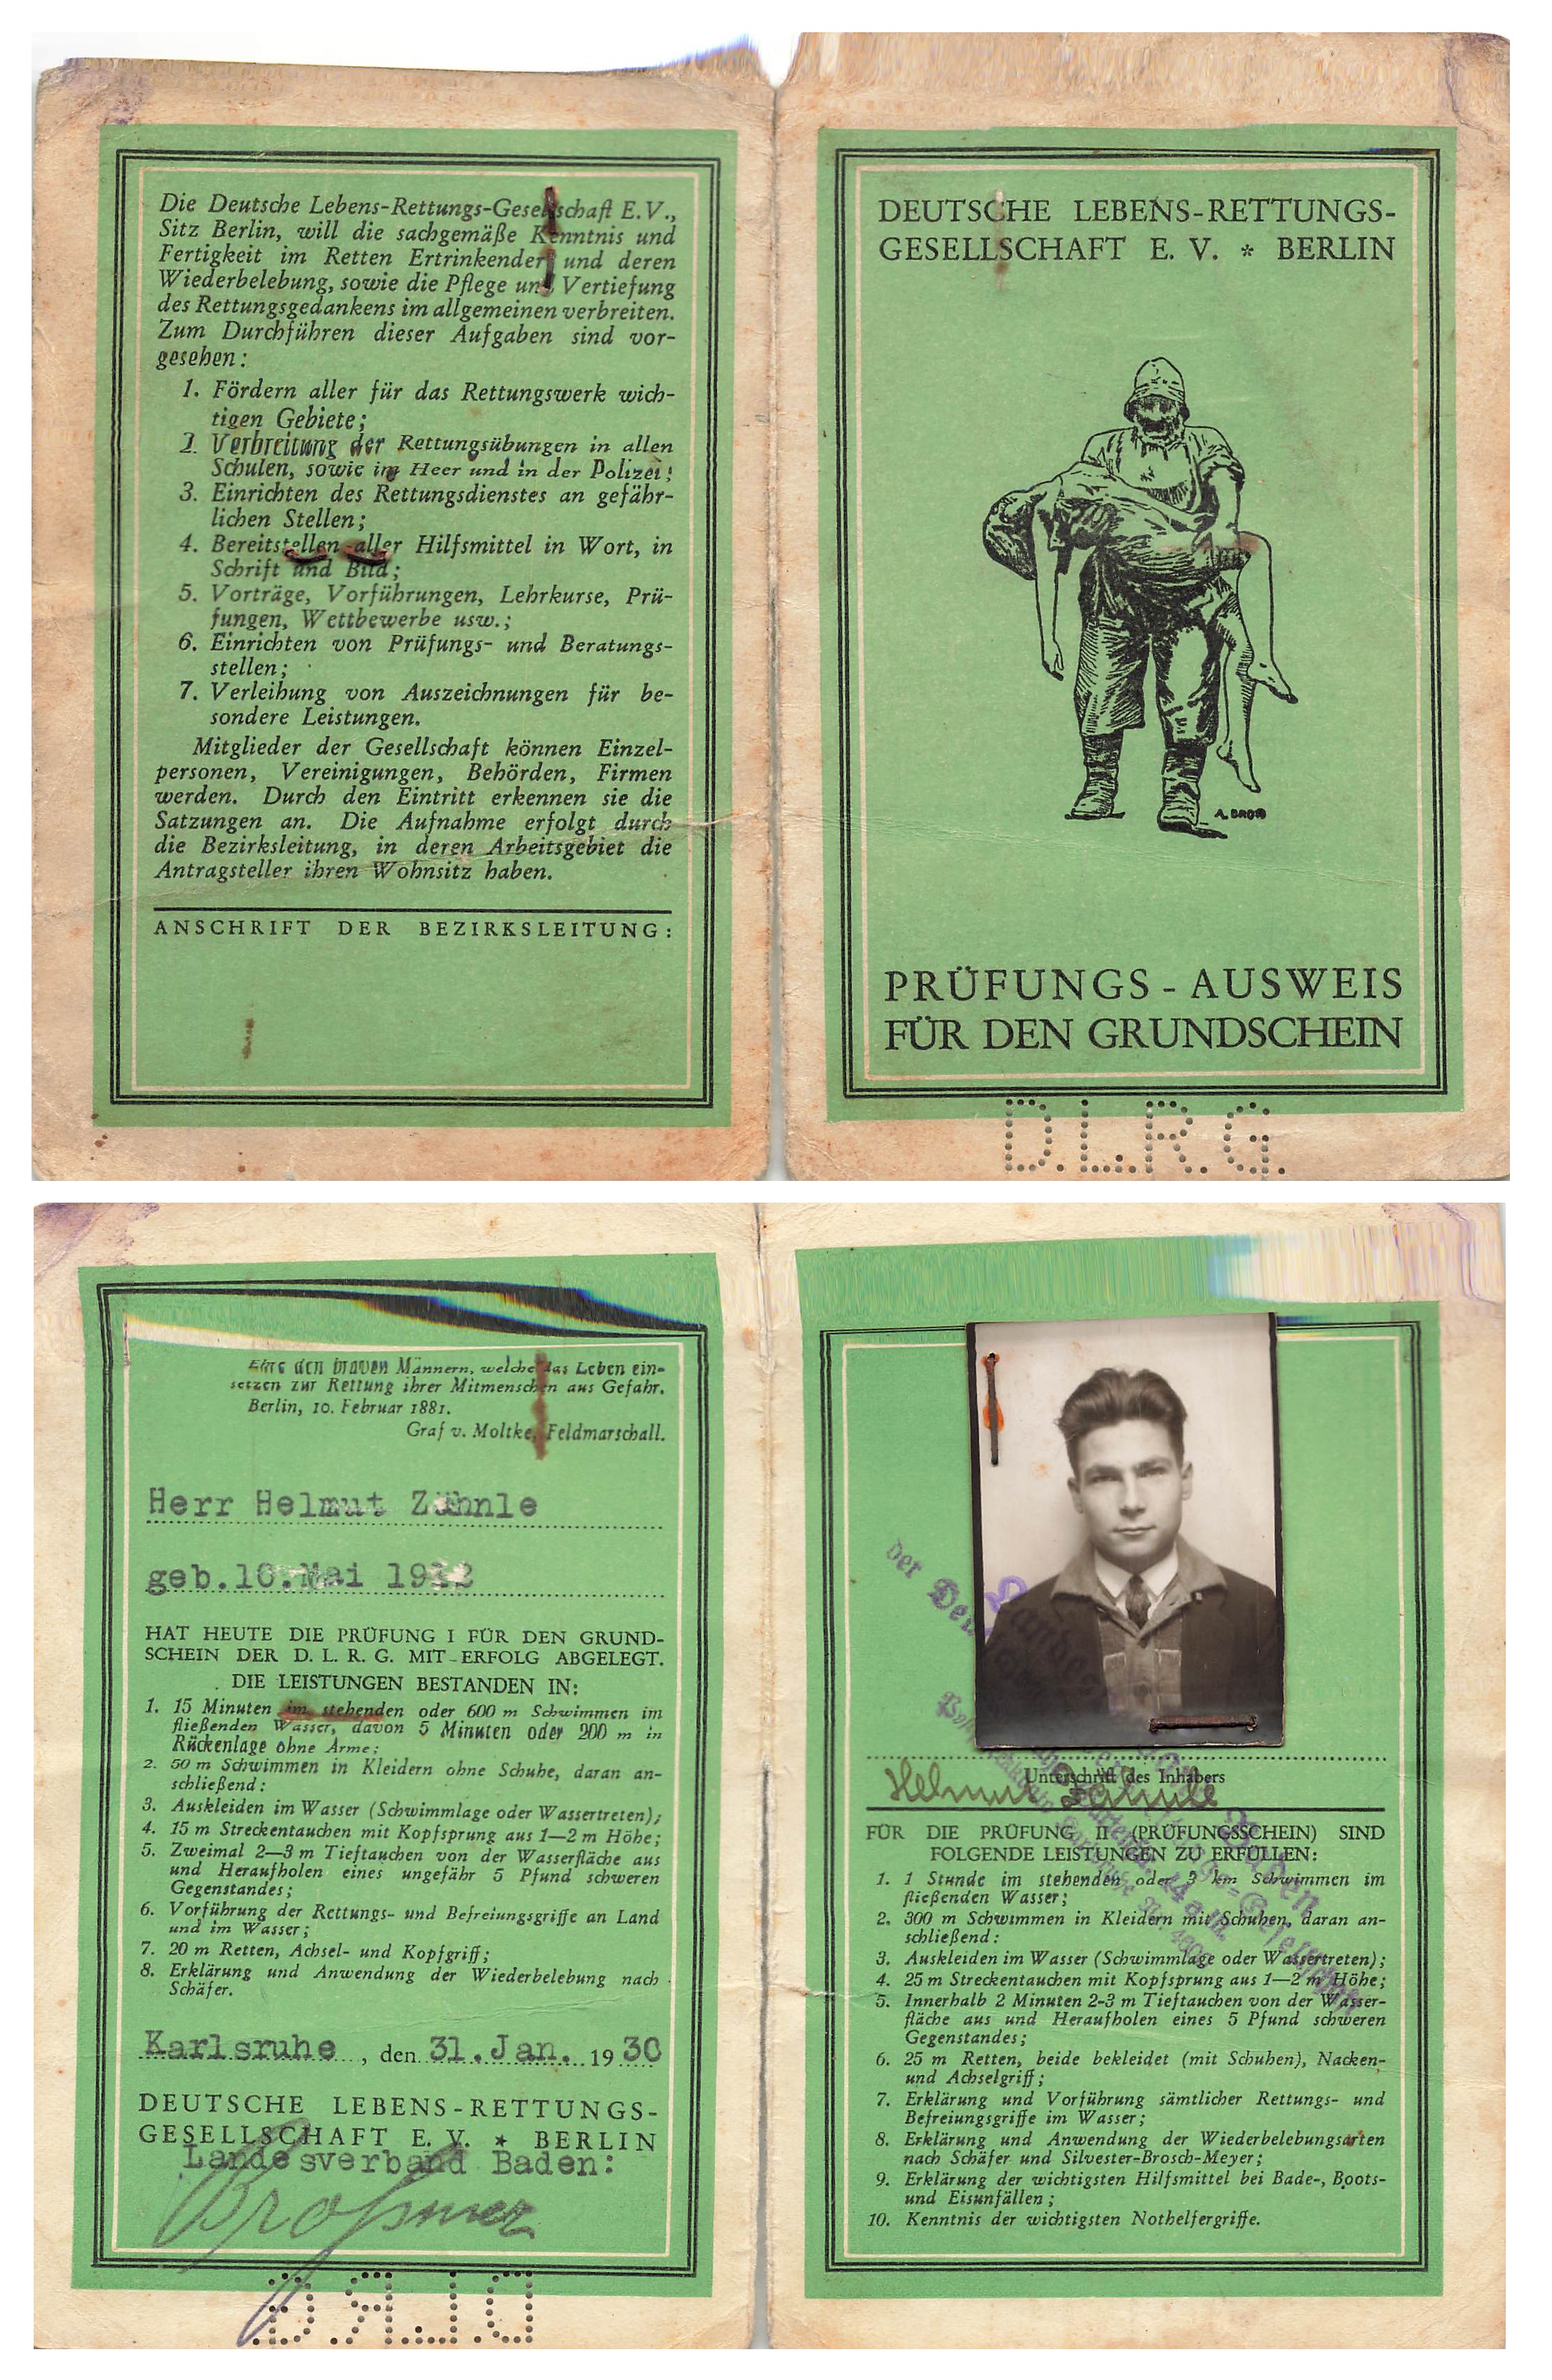 Die Deutsche Lebens-Rettungs-Gesellschaft E.V.,
Sitz Berlin, will die sachgemäße Kenntnis und
Fertigkeit im Retten Ertrinkender und deren
Wiederbelebung, sowie die Pflege und Vertiefung
des Rettungsgedankens im allgemeinen verbreiten.
Zum Durchführen dieser Aufgaben sind vor-
gesehen:
1. Fördern aller für das Rettungswerk wich-
tigen Gebiete;
2. Verbreitung der Rettungsübungen in allen
Schulen, sowie im Heer und in der Polizei;
3. Einrichten des Rettungsdienstes an gefähr-
lichen Stellen;
4. Bereitstellen aller Hilfsmittel in Wort, in
Schrift und Bild;
5. Vorträge, Vorführungen, Lehrkurse, Prü-
fungen, Wettbewerbe usw.;
6. Einrichten von Prüfungs- und Beratungs-
stellen;
7. Verleihung von Auszeichnungen für be-
sondere Leistungen.
Mitglieder der Gesellschaft können Einzel-
personen, Vereinigungen, Behörden, Firmen
werden. Durch den Eintritt erkennen sie die
Satzungen an. Die Aufnahme erfolgt durch
die Bezirksleitung, in deren Arbeitsgebiet die
Antragsteller ihren Wohnsitz haben.
ANSCHRIFT DER BEZIRKSLEITUNG:
DEUTSCHE LEBENS-RETTUNGS-
GESELLSCHAFT E. V. * BERLIN
PRÜFUNGS-AUSWEIS
FÜR DEN GRUNDSCHEIN
D.L.R.G.
den braven Männern, welche das Leben ein-
setzen zur Rettung ihrer Mitmenschen aus Gefahr.
Berlin, 10. Februar 1881.
Graf v. Moltke, Feldmarschall.
Herr Helmut Zähnle
geb. 10. Mai
HAT HEUTE DIE PRÜFUNG I FÜR DEN GRUND-
SCHEIN DER D. L. R. G. MIT ERFOLG ABGELEGT.
DIE LEISTUNGEN BESTANDEN IN:
1. 15 Minuten im stehenden oder 600 m Schwimmen im
fließenden Wasser, davon 5 Minuten oder 200 m in
Rückenlage ohne Arme;
2. 50 m Schwimmen in Kleidern ohne Schuhe, daran an-
schließend:
3. Auskleiden im Wasser (Schwimmlage oder Wassertreten);
4. 15 m Streckentauchen mit Kopfsprung aus 1—2 m Höhe;
5. Zweimal 2—3 m Tieftauchen von der Wasserfläche aus
und Heraufholen eines ungefähr 5 Pfund schweren
Gegenstandes;
6. Vorführung der Rettungs- und Befreiungsgriffe an Land
und im Wasser;
7. 20 m Retten, Achsel- und Kopfgriff;
8. Erklärung und Anwendung der Wiederbelebung nach
Schäfer.
Karlsruhe, den 31. Jan. 1930
DEUTSCHE LEBENS-RETTUNGS-
GESELLSCHAFT E. V. * BERLIN
Landesverband Baden:
Unterschrift des Inhabers
Helmut Zähnle
FÜR DIE PRÜFUNG II (PRÜFUNGSSCHEIN) SIND
FOLGENDE LEISTUNGEN ZU ERFÜLLEN:
1. 1 Stunde im stehenden oder 3 km Schwimmen im
fließenden Wasser;
2. 300 m Schwimmen in Kleidern mit Schuhen, daran an-
schließend:
3. Auskleiden im Wasser (Schwimmlage oder Wassertreten);
4. 25 m Streckentauchen mit Kopfsprung aus 1—2 m Höhe;
5. Innerhalb 2 Minuten 2-3 m Tieftauchen von der Wasser-
fläche aus und Heraufholen eines 5 Pfund schweren
Gegenstandes;
6. 25 m Retten, beide bekleidet (mit Schuhen), Nacken-
und Achselgriff;
7. Erklärung und Vorführung sämtlicher Rettungs- und
Befreiungsgriffe im Wasser;
8. Erklärung und Anwendung der Wiederbelebungsarten
nach Schäfer und Silvester-Brosch-Meyer;
9. Erklärung der wichtigsten Hilfsmittel bei Bade-, Boots-
und Eisunfällen;
10. Kenntnis der wichtigsten Nothelfergriffe.